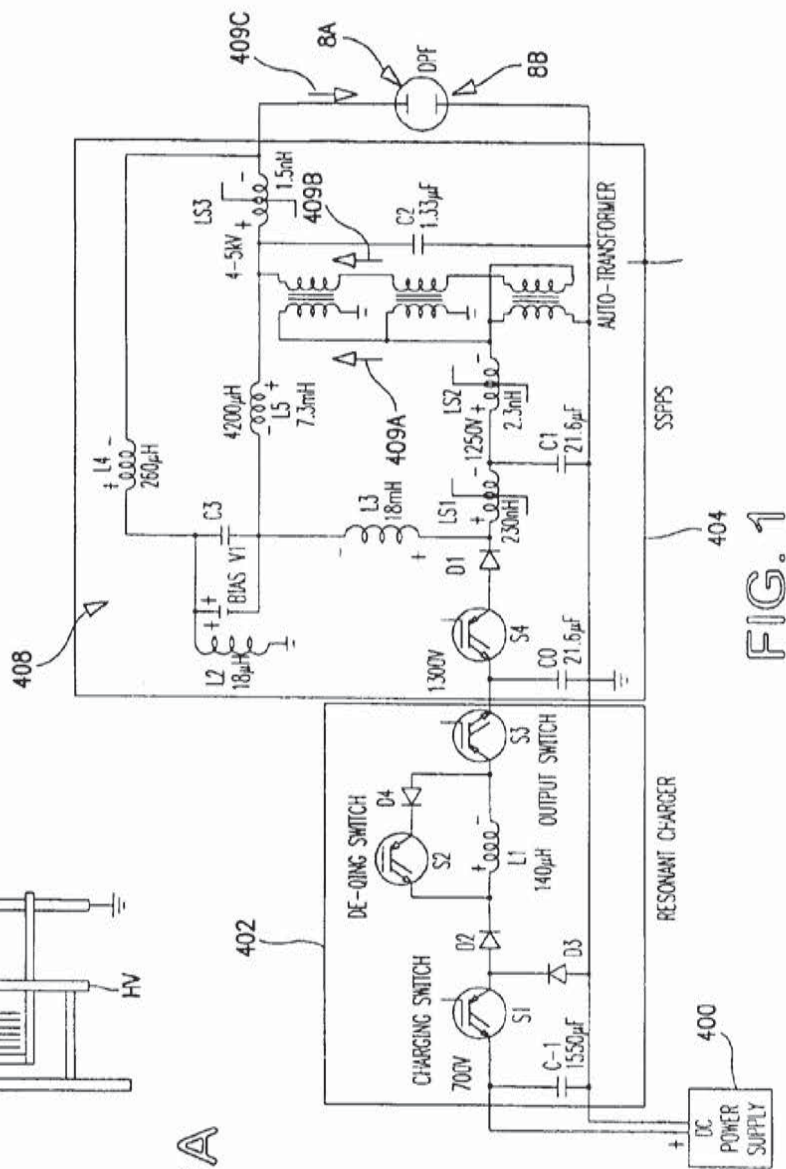 HV
A
408
409C
8A
DPF
8B
L4
260μH
LS3
1.5nH
4-5kV
409B
C2
1.33μF
4200μH
L5
7.3mH
409A
AUTO-TRANSFORMER
L2
18μH
BIAS V1
C3
L3
18mH
LS1
230nH
1250V
LS2
2.3nH
C1
21.6μF
D1
S4
1300V
C0
21.6μF
SSPPS
404
402
DE-QING SWITCH
S2
D4
S3
OUTPUT SWITCH
L1
140μH
CHARGING SWITCH
700V
S1
D2
D3
C-1
1550μF
RESONANT CHARGER
400
DC
POWER
SUPPLY
FIG. 1